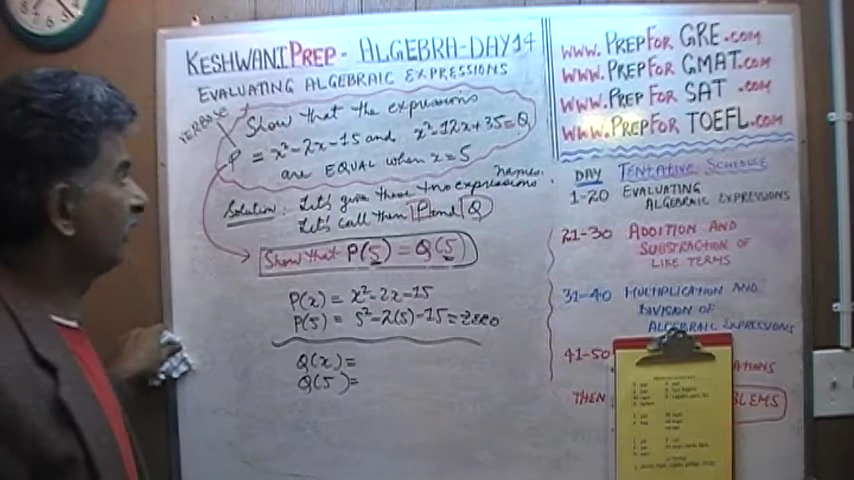 KESHWANIPREP - ALGEBRA-DAY14
EVALUATING ALGEBRAIC EXPRESSIONS
VERBOSE
Show that the expressions
P = x²-2x-15 and x²-12x+35=Q
are EQUAL when x=5
Solution: Let's give these two expressions names.
Let's call them P and Q
Show that P(5) = Q(5)
P(x) = x²-2x-15
P(5) = 5²-2(5)-15=ZERO
Q(x)=
Q(5)=
www.PREPFOR GRE.COM
www.PREPFOR GMAT.COM
www.PREP FOR SAT.COM
www.PREPFOR TOEFL.COM
DAY TENTATIVE SCHEDULE
1-20 EVALUATING
ALGEBRAIC EXPRESSIONS
21-30 ADDITION AND
SUBTRACTION OF
LIKE TERMS
31-40 MULTIPLICATION AND
DIVISION OF
ALGEBRAIC EXPRESSIONS
41-50
THEN